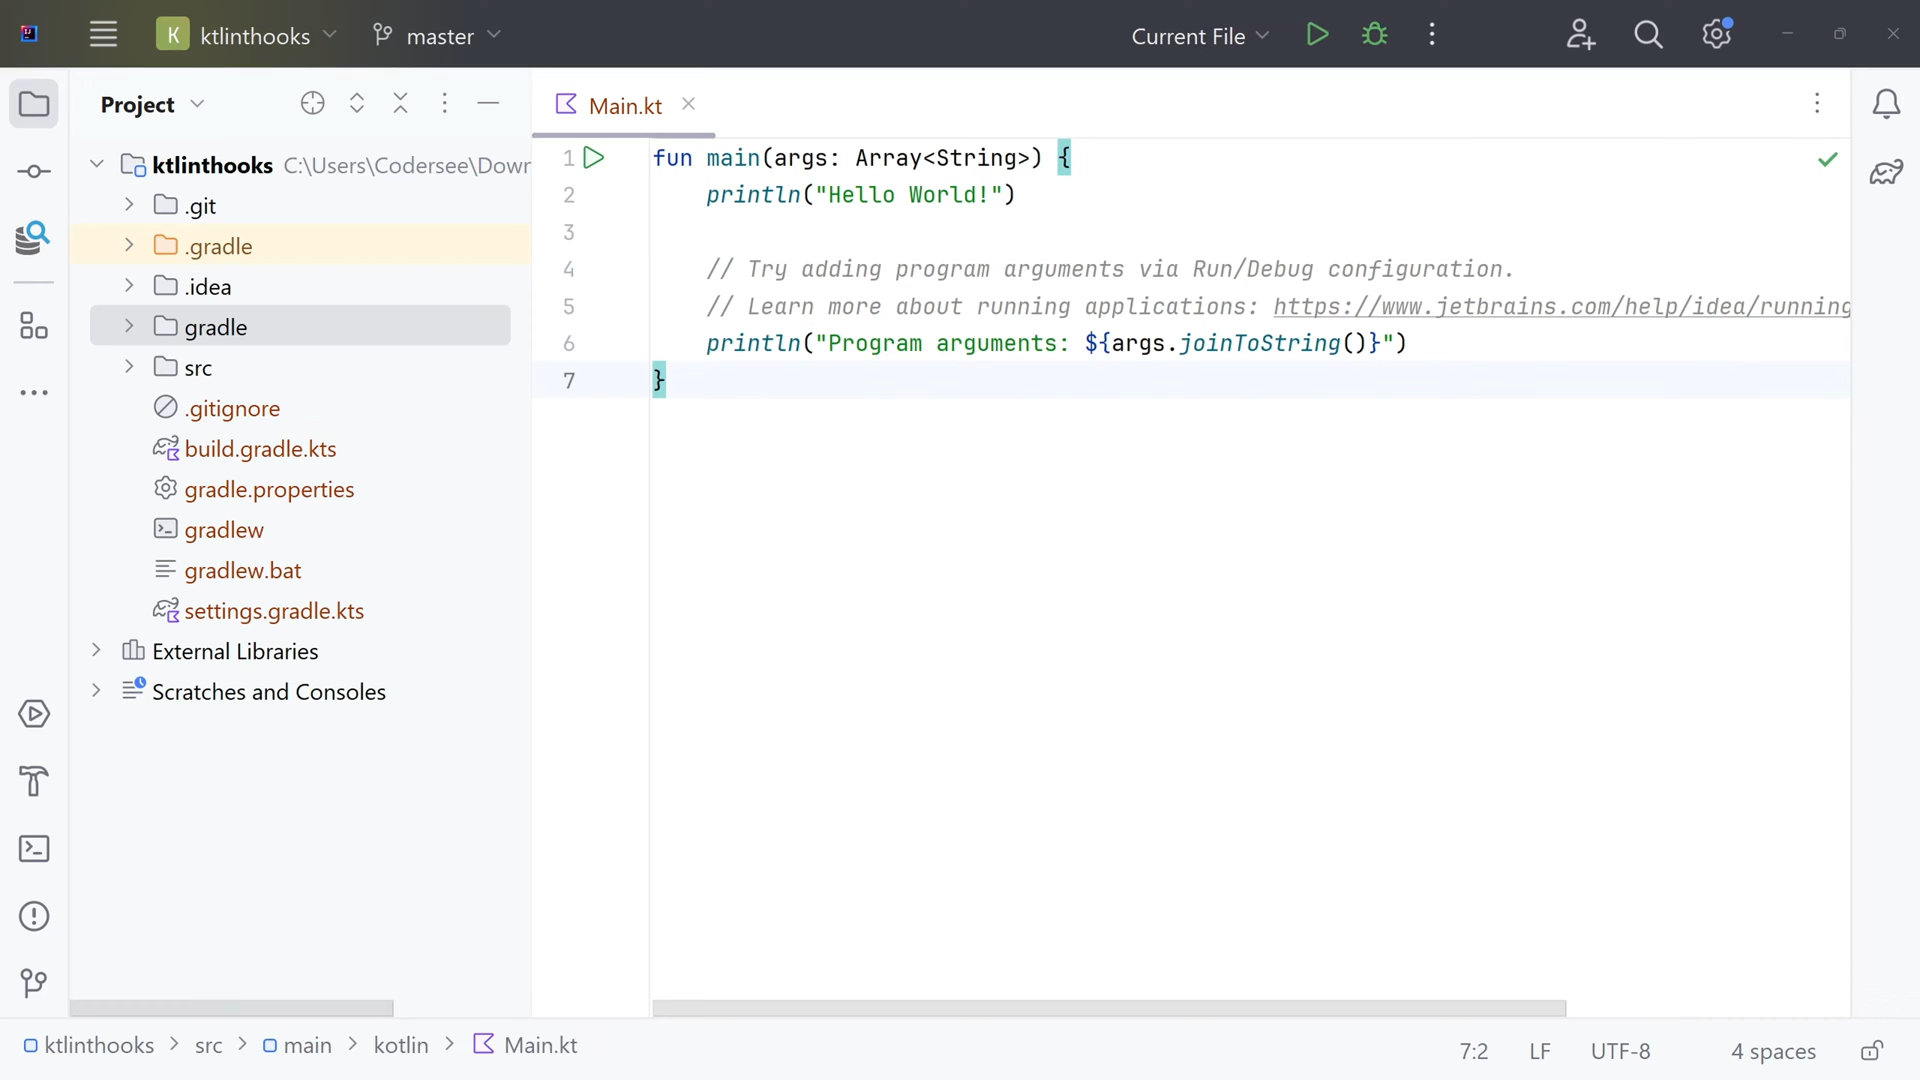 K ktlinthooks master Current File
Project
Main.kt
ktlinthooks C:\Users\Codersee\Dowr
.git
.gradle
.idea
gradle
src
.gitignore
build.gradle.kts
gradle.properties
gradlew
gradlew.bat
settings.gradle.kts
External Libraries
Scratches and Consoles
1 fun main(args: Array<String>) {
2 println("Hello World!")
3
4 // Try adding program arguments via Run/Debug configuration.
5 // Learn more about running applications: https://www.jetbrains.com/help/idea/running
6 println("Program arguments: ${args.joinToString()}")
7 }
ktlinthooks > src > main > kotlin > Main.kt
7:2 LF UTF-8 4 spaces